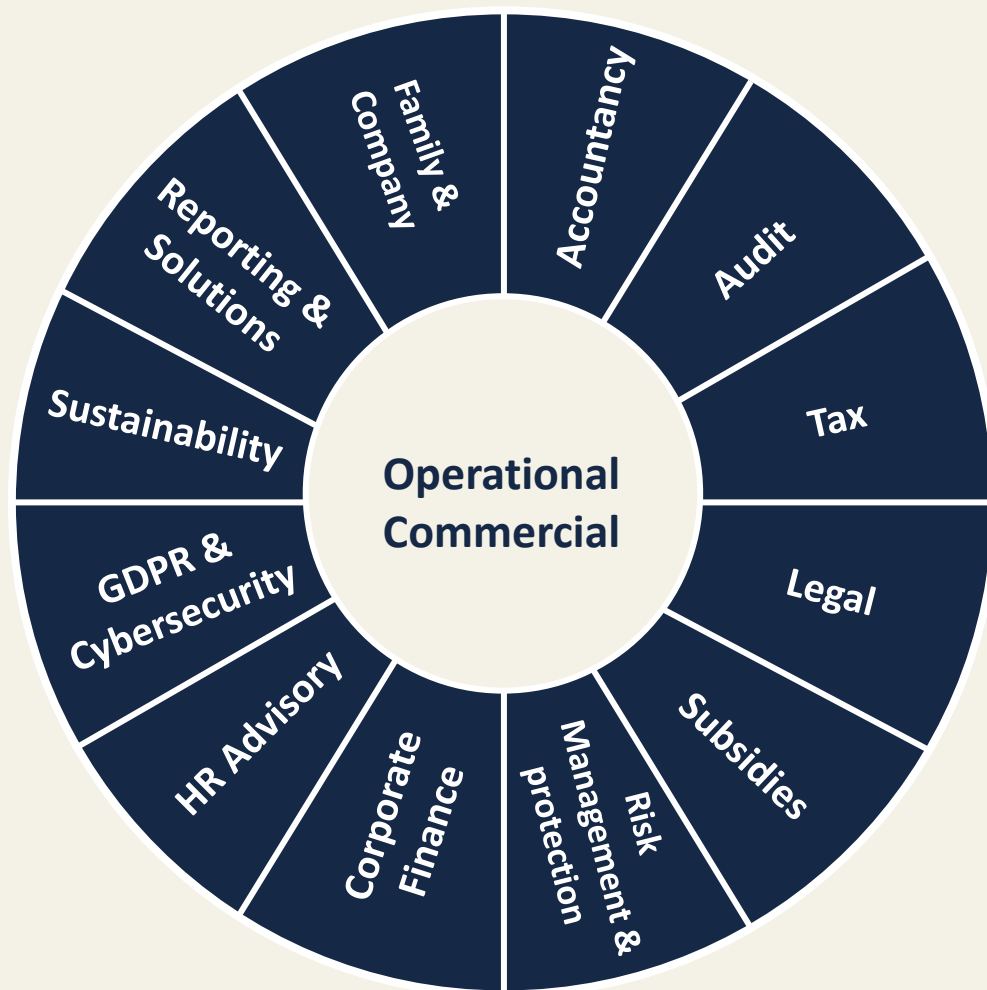 Accountancy
Audit
Tax
Legal
Subsidies
Risk
Management &
protection
Corporate
Finance
HR Advisory
GDPR &
Cybersecurity
Sustainability
Reporting &
Solutions
Family &
Company
Operational
Commercial